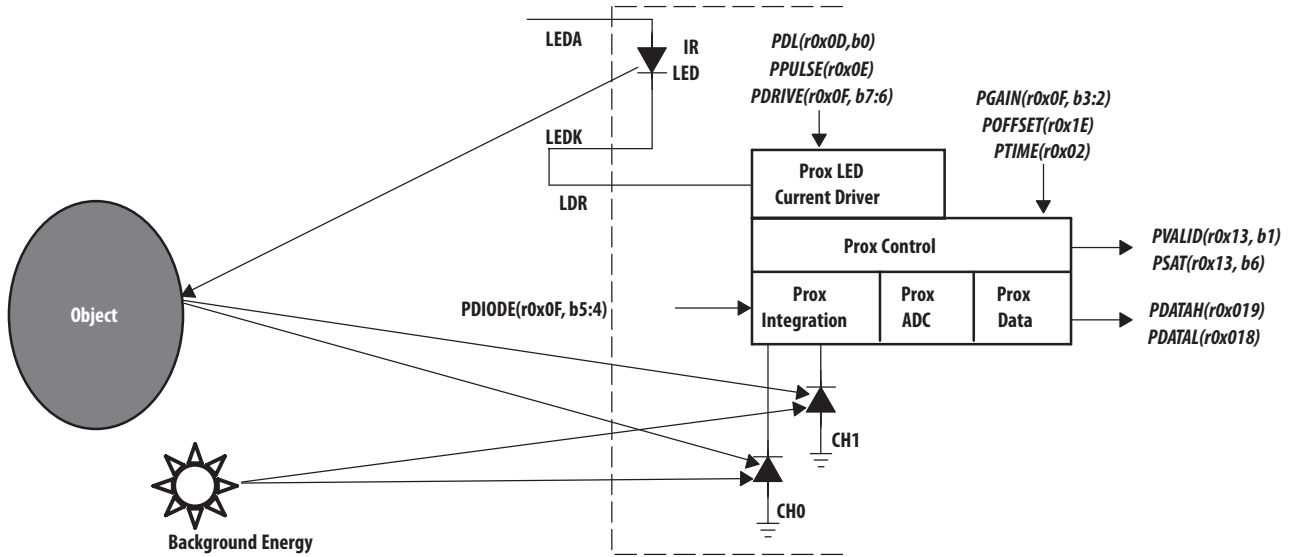 LEDA
IR
LED
PDL(r0x0D,b0)
PPULSE(r0x0E)
PDRIVE(r0x0F, b7:6)
PGAIN(r0x0F, b3:2)
POFFSET(r0x1E)
PTIME(r0x02)
LEDK
LDR
Prox LED
Current Driver
Prox Control
PVALID(r0x13, b1)
PSAT(r0x13, b6)
Object
PDIODE(r0x0F, b5:4)
Prox
Integration
Prox
ADC
Prox
Data
PDATAH(r0x019)
PDATAL(r0x018)
CH1
CH0
Background Energy